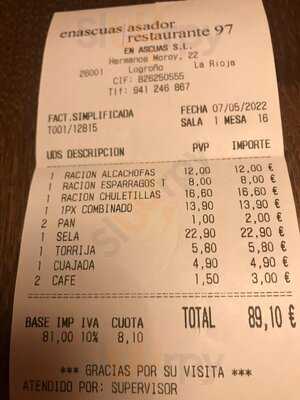 enascuas asador
restaurante 97
EN ASCUAS S.L.
Hermanos Moroy, 22
26001 Logroño La Rioja
CIF: B26250555
Tlf: 941 246 867
FACT.SIMPLIFICADA FECHA 07/05/2022
T001/12815 SALA 1 MESA 16
UDS DESCRIPCION PVP IMPORTE
1 RACION ALCACHOFAS 12,00 12,00 €
1 RACION ESPARRAGOS T 8,00 8,00 €
1 RACION CHULETILLAS 16,60 16,60 €
1 1PX COMBINADO 13,90 13,90 €
2 PAN 1,00 2,00 €
1 SELA 22,90 22,90 €
1 TORRIJA 5,80 5,80 €
1 CUAJADA 4,90 4,90 €
2 CAFE 1,50 3,00 €
BASE IMP IVA CUOTA TOTAL 89,10 €
81,00 10% 8,10
*** GRACIAS POR SU VISITA ***
ATENDIDO POR: SUPERVISOR